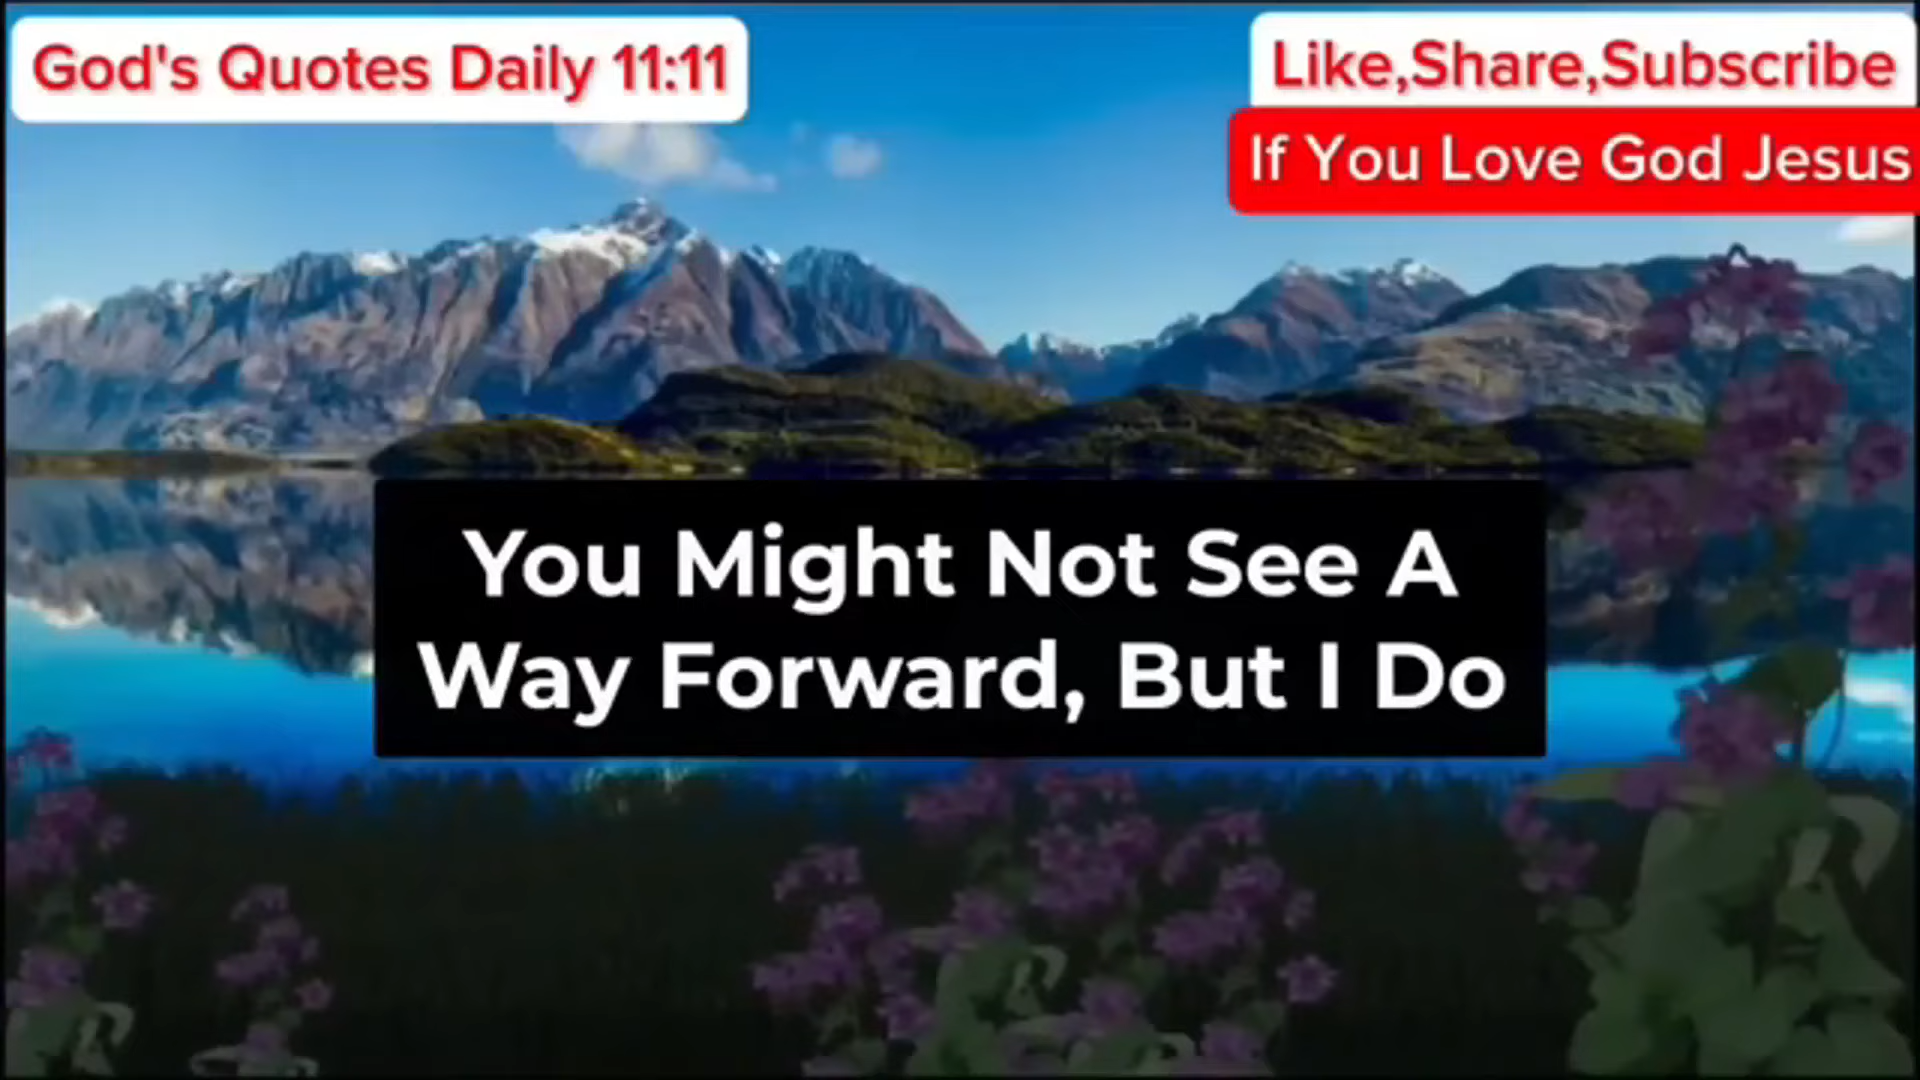 God's Quotes Daily 11:11
Like,Share,Subscribe
If You Love God Jesus
You Might Not See A
Way Forward, But I Do